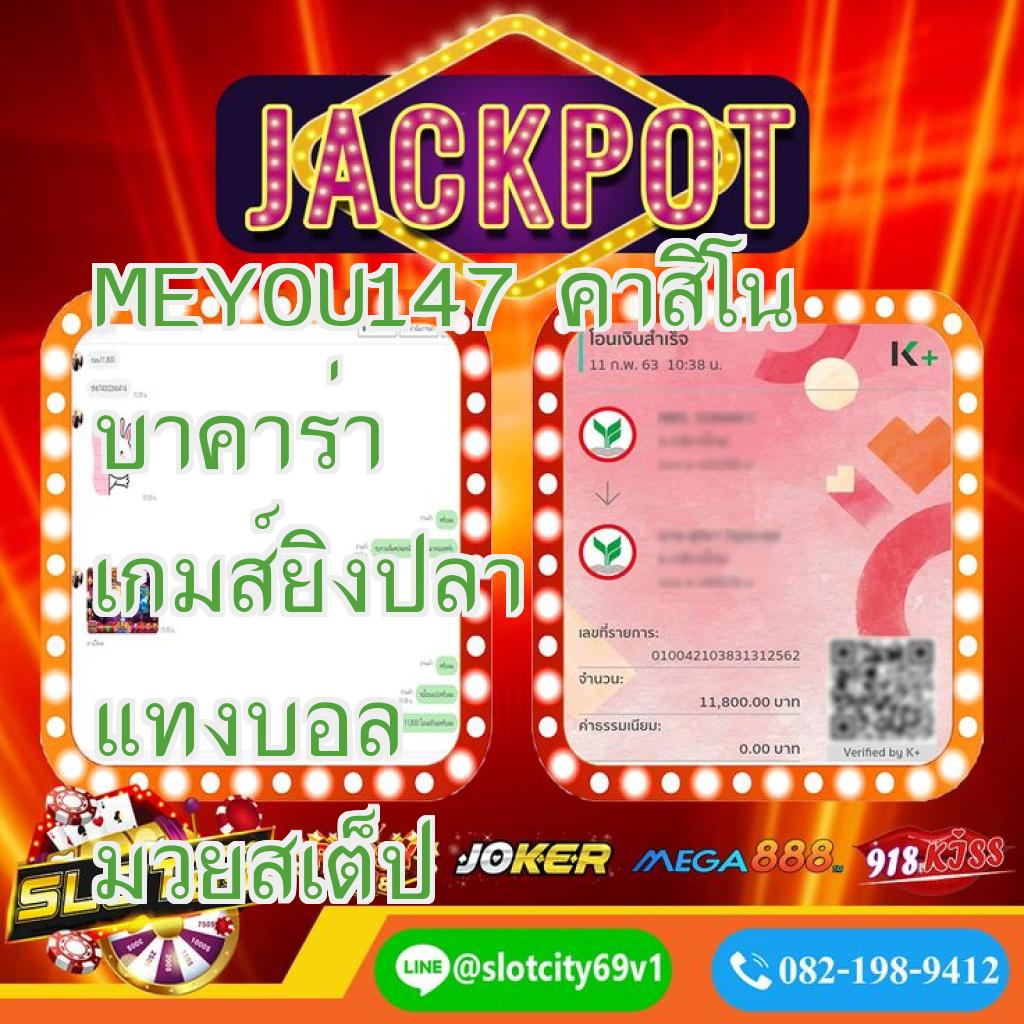 JACKPOT
MEYOU147 คาสิโน
บาคาร่า
เกมส์ยิงปลา
แทงบอล
มวยสเต็ป
โอนเงินสำเร็จ
11 ก.พ. 63 10:38 น.
K+
เลขที่รายการ:
010042103831312562
จำนวน:
11,800.00 บาท
ค่าธรรมเนียม:
0.00 บาท
Verified by K+
JOKER
MEGA888
918KISS
LINE @slotcity69v1
082-198-9412